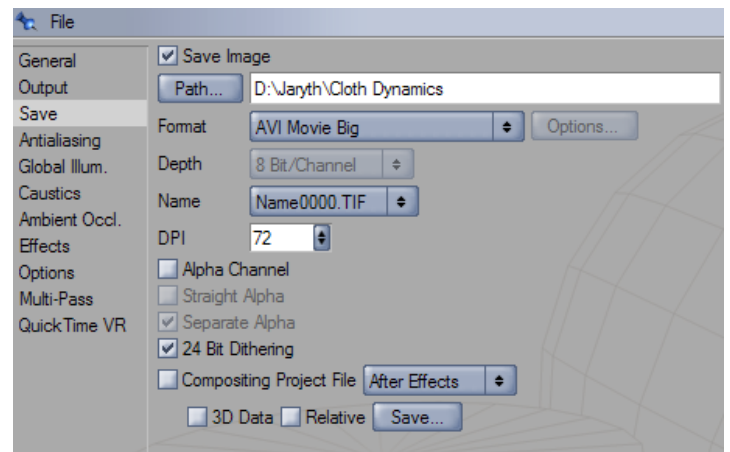 File
General
Output
Save
Antialiasing
Global Illum.
Caustics
Ambient Occl.
Effects
Options
Multi-Pass
QuickTime VR
Save Image
Path... D:\Jaryth\Cloth Dynamics
Format AVI Movie Big Options...
Depth 8 Bit/Channel
Name Name0000.TIF
DPI 72
Alpha Channel
Straight Alpha
Separate Alpha
24 Bit Dithering
Compositing Project File After Effects
3D Data Relative Save...